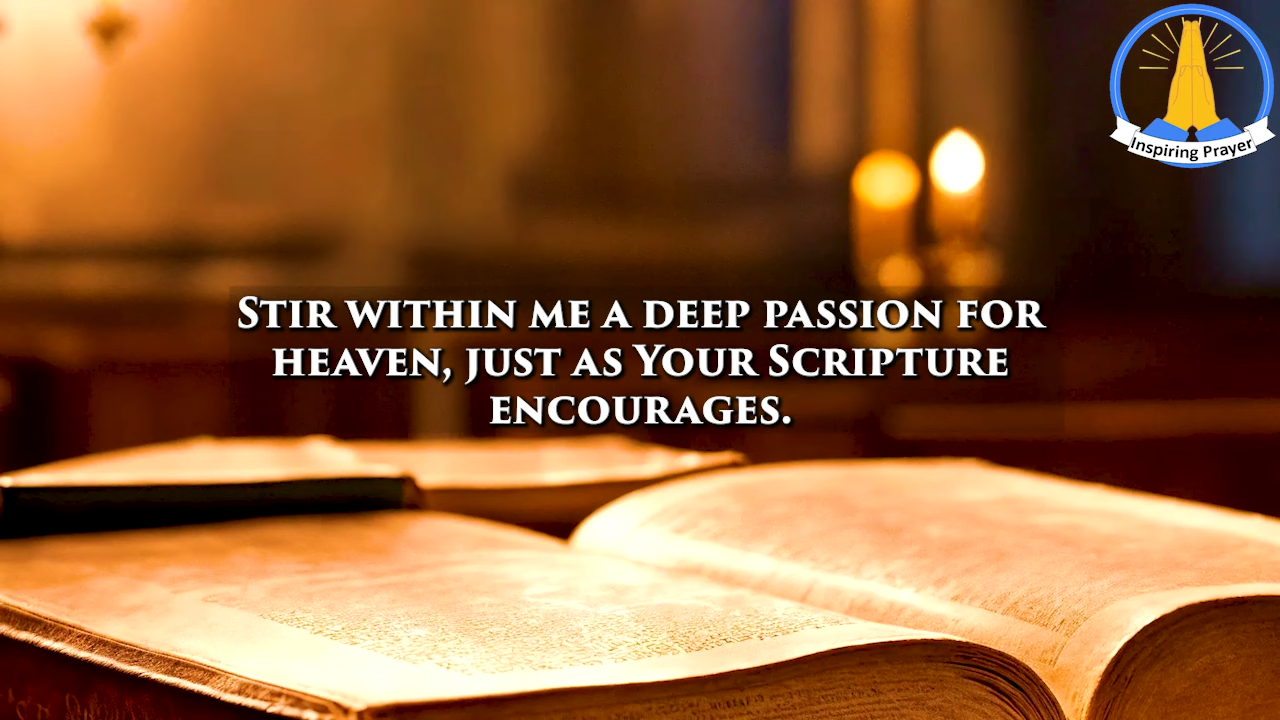 Inspiring Prayer
Stir within me a deep passion for
heaven, just as Your Scripture
encourages.